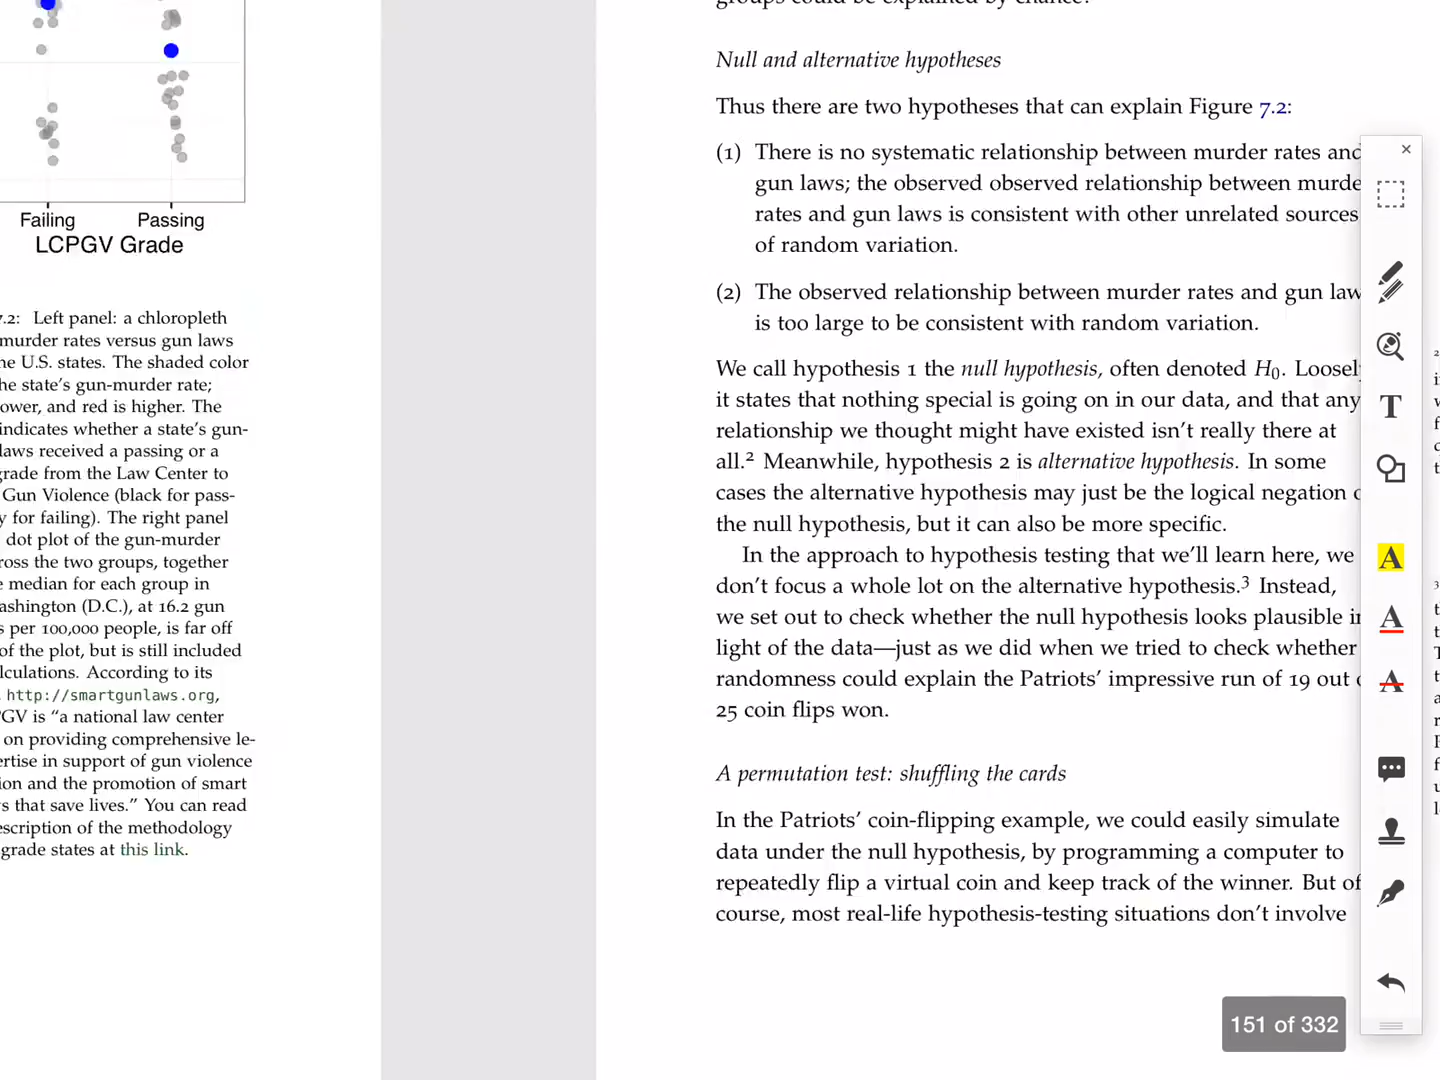 Failing
Passing
LCPGV Grade
7.2: Left panel: a chloropleth
murder rates versus gun laws
U.S. states. The shaded color
the state's gun-murder rate;
and red is higher. The
indicates whether a state's gun-
laws received a passing or a
grade from the Law Center to
Gun Violence (black for pass-
for failing). The right panel
dot plot of the gun-murder
the two groups, together
median for each group in
(D.C.), at 16.2 gun
per 100,000 people, is far off
of the plot, but is still included
According to its
http://smartgunlaws.org,
is “a national law center
on providing comprehensive le-
in support of gun violence
and the promotion of smart
that save lives.” You can read
of the methodology
grade states at this link.
groups could be explained by chance?
Null and alternative hypotheses
Thus there are two hypotheses that can explain Figure 7.2:
(1) There is no systematic relationship between murder rates and
gun laws; the observed observed relationship between murde
rates and gun laws is consistent with other unrelated sources
of random variation.
(2) The observed relationship between murder rates and gun law
is too large to be consistent with random variation.
We call hypothesis 1 the null hypothesis, often denoted H0. Loosel
it states that nothing special is going on in our data, and that any
relationship we thought might have existed isn't really there at
all.2 Meanwhile, hypothesis 2 is alternative hypothesis. In some
cases the alternative hypothesis may just be the logical negation
the null hypothesis, but it can also be more specific.
In the approach to hypothesis testing that we'll learn here, we
don't focus a whole lot on the alternative hypothesis.3 Instead,
we set out to check whether the null hypothesis looks plausible in
light of the data—just as we did when we tried to check whether
randomness could explain the Patriots' impressive run of 19 out
25 coin flips won.
A permutation test: shuffling the cards
In the Patriots' coin-flipping example, we could easily simulate
data under the null hypothesis, by programming a computer to
repeatedly flip a virtual coin and keep track of the winner. But of
course, most real-life hypothesis-testing situations don't involve
T
A
A
A
151 of 332